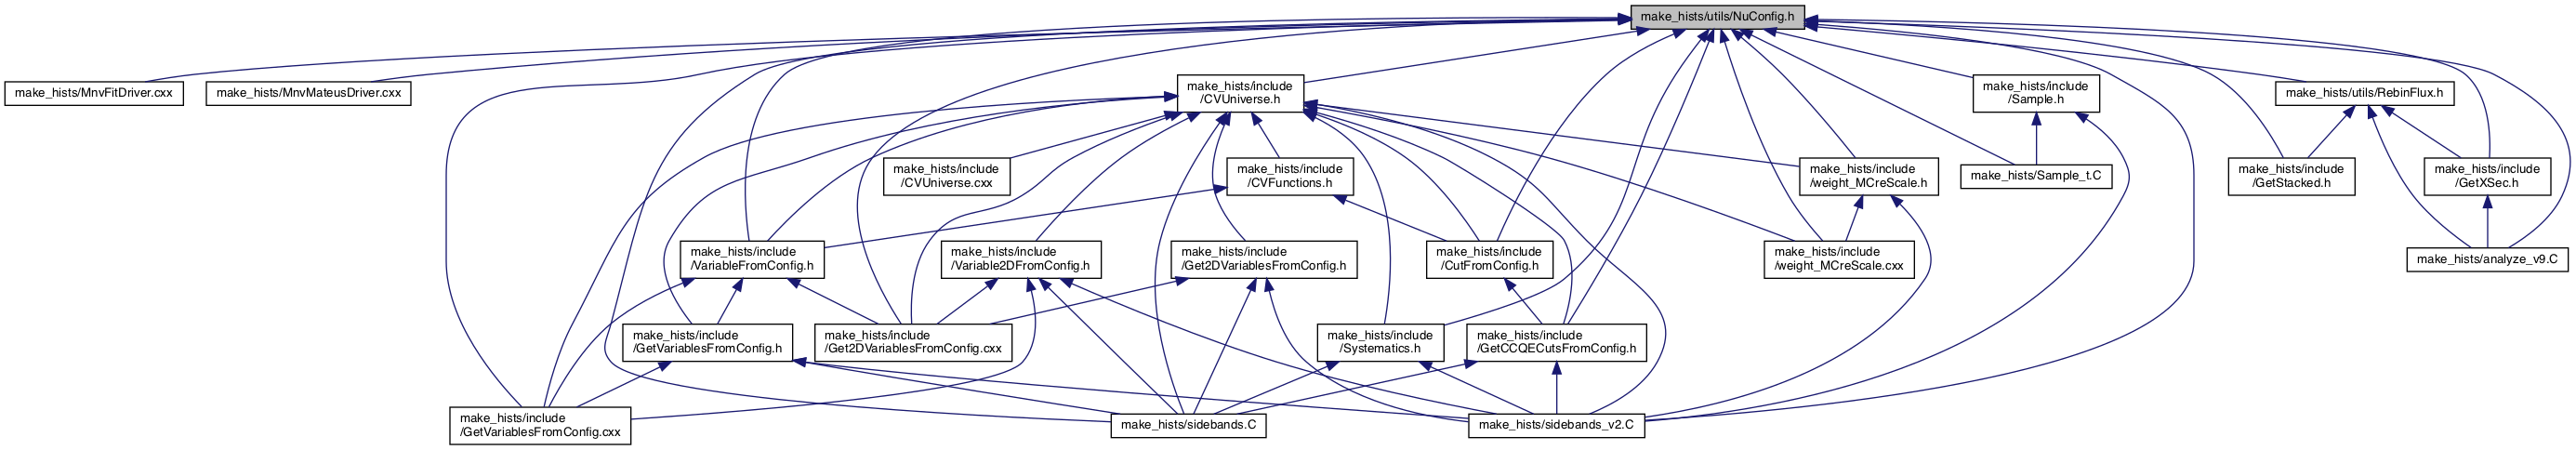 make_hists/utils/NuConfig.h
make_hists/MnvFitDriver.cxx
make_hists/MnvMateusDriver.cxx
make_hists/include
/CVUniverse.h
make_hists/include
/Sample.h
make_hists/utils/RebinFlux.h
make_hists/include
/CVUniverse.cxx
make_hists/include
/CVFunctions.h
make_hists/include
/weight_MCreScale.h
make_hists/Sample_t.C
make_hists/include
/GetStacked.h
make_hists/include
/GetXSec.h
make_hists/include
/VariableFromConfig.h
make_hists/include
/Variable2DFromConfig.h
make_hists/include
/Get2DVariablesFromConfig.h
make_hists/include
/CutFromConfig.h
make_hists/include
/weight_MCreScale.cxx
make_hists/analyze_v9.C
make_hists/include
/GetVariablesFromConfig.h
make_hists/include
/Get2DVariablesFromConfig.cxx
make_hists/include
/Systematics.h
make_hists/include
/GetCCQECutsFromConfig.h
make_hists/include
/GetVariablesFromConfig.cxx
make_hists/sidebands.C
make_hists/sidebands_v2.C